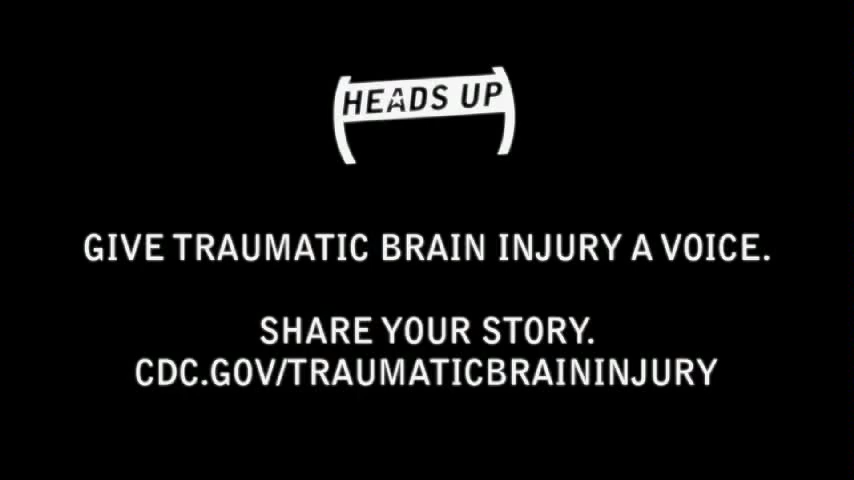 HEADS UP
GIVE TRAUMATIC BRAIN INJURY A VOICE.
SHARE YOUR STORY.
CDC.GOV/TRAUMATICBRAININJURY